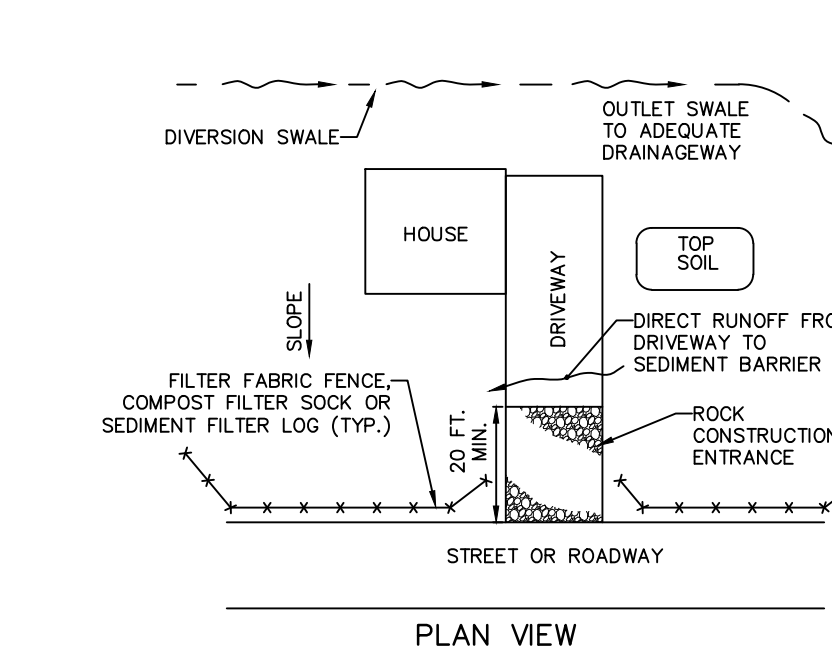 OUTLET SWALE
TO ADEQUATE
DRAINAGEWAY
DIVERSION SWALE
HOUSE
DRIVEWAY
TOP
SOIL
SLOPE
DIRECT RUNOFF FRO
DRIVEWAY TO
SEDIMENT BARRIER
FILTER FABRIC FENCE,
COMPOST FILTER SOCK OR
SEDIMENT FILTER LOG (TYP.)
20 FT.
MIN.
ROCK
CONSTRUCTION
ENTRANCE
STREET OR ROADWAY
PLAN VIEW